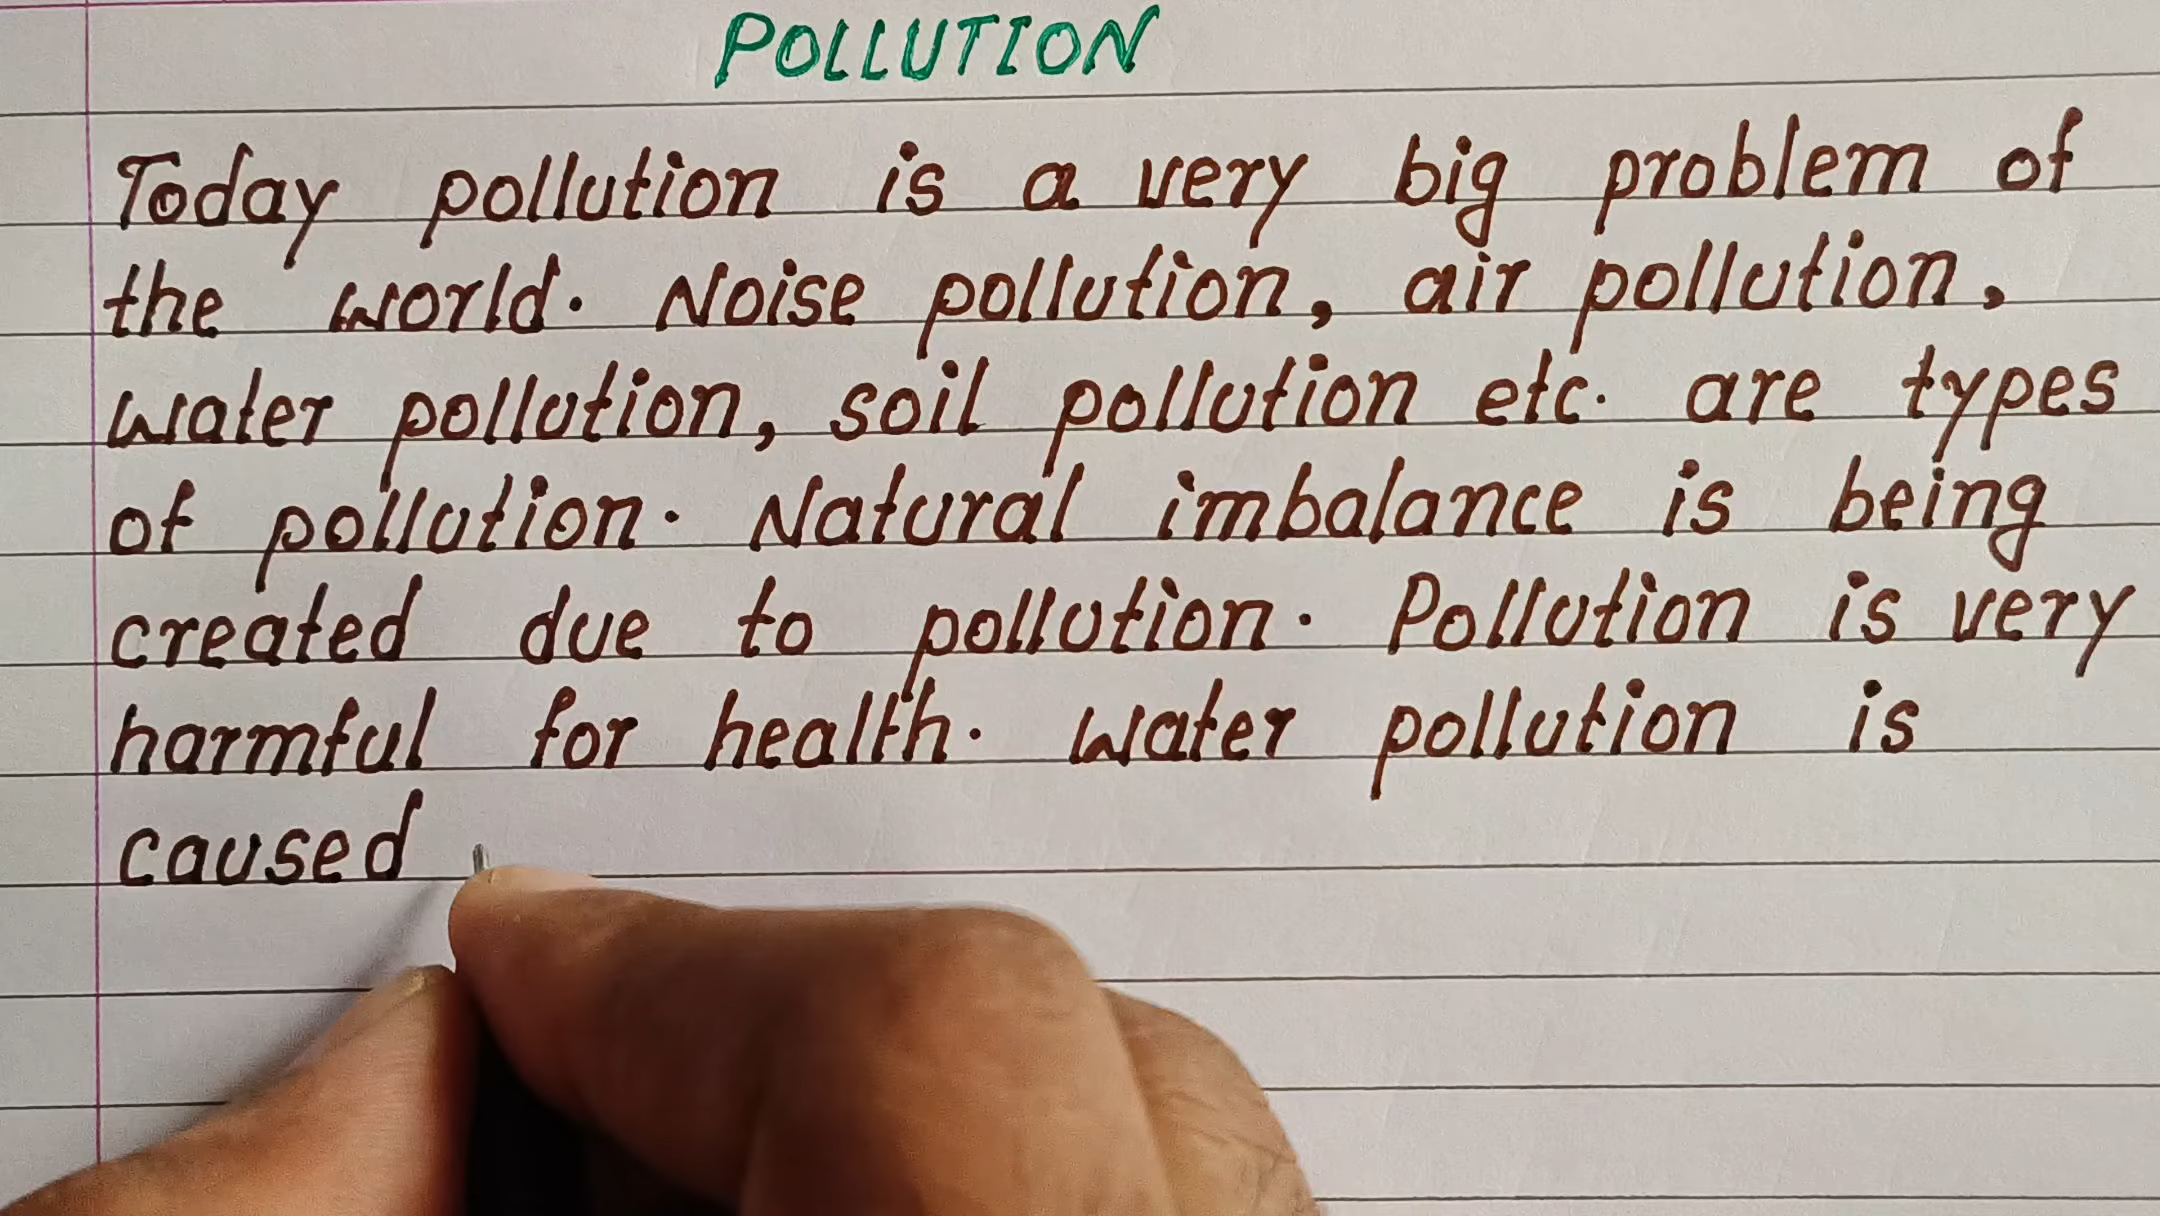 POLLUTION
Today pollution is a very big problem of
the world. Noise pollution, air pollution,
water pollution, soil pollution etc. are types
of pollution. Natural imbalance is being
created due to pollution. Pollution is very
harmful for health. Water pollution is
caused